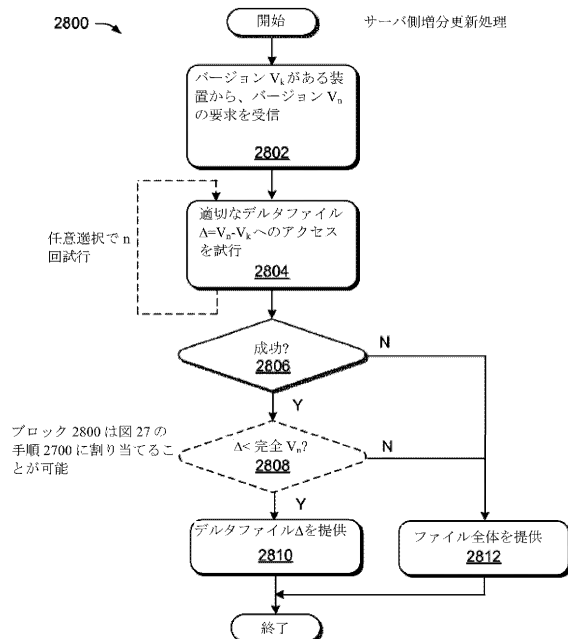 2800
開始
サーバ側増分更新処理
バージョン Vkがある装
置から、バージョン Vn
の要求を受信
2802
任意選択で n
回試行
適切なデルタファイル
Δ=Vn-Vkへのアクセス
を試行
2804
成功?
2806
N
Y
ブロック 2800 は図 27 の
手順 2700 に割り当てるこ
とが可能
Δ< 完全 Vn?
2808
N
Y
デルタファイルΔを提供
2810
ファイル全体を提供
2812
終了